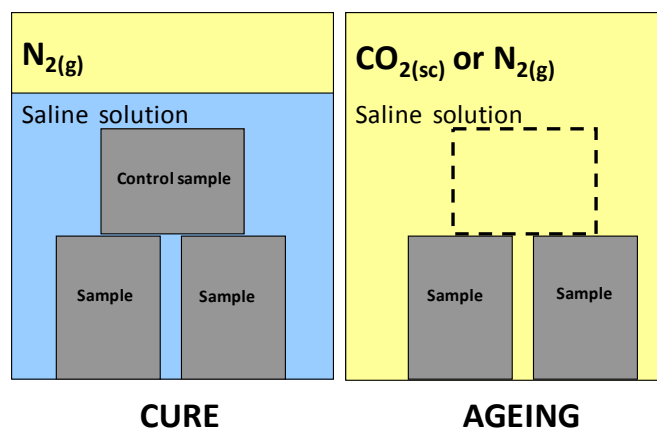 N2(g)
Saline solution
Control sample
Sample
Sample
CURE
CO2(sc) or N2(g)
Saline solution
Sample
Sample
AGEING